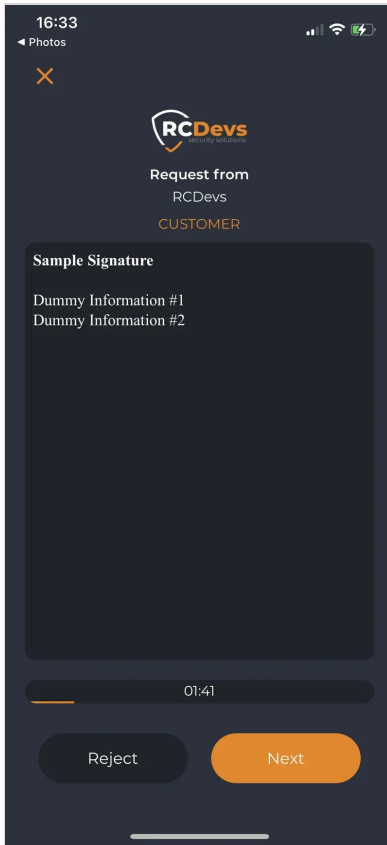 16:33
◀ Photos
RCDevs
security solutions
Request from
RCDevs
CUSTOMER
Sample Signature
Dummy Information #1
Dummy Information #2
01:41
Reject
Next